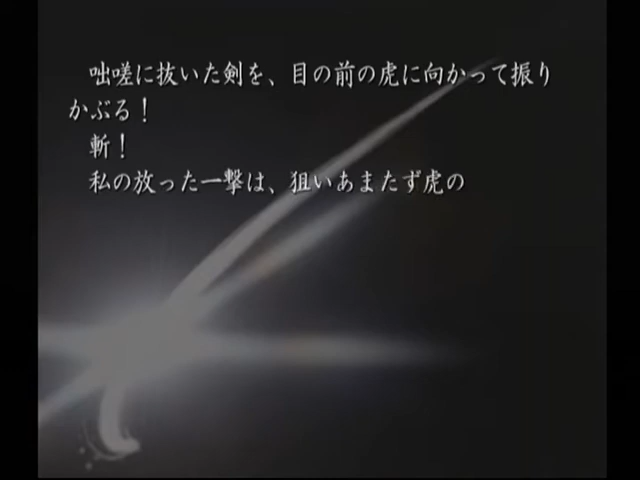 咄嗟に抜いた剣を、目の前の虎に向かって振り
かぶる！
斬！
私の放った一撃は、狙いあまたず虎の